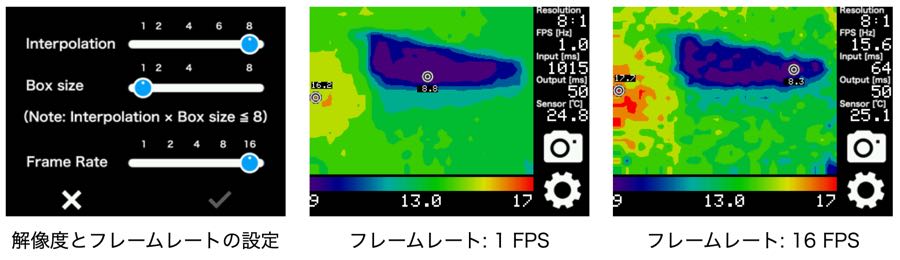 1 2 4 8
Interpolation
1 2 4 8
Box size
(Note: Interpolation × Box size ≦ 8)
1 2 4 8 16
Frame Rate
解像度とフレームレートの設定
Resolution
8:1
FPS [Hz]
1.0
Input [ms]
1015
Output [ms]
50
Sensor [℃]
24.8
16.2
8.8
9 13.0 17
フレームレート: 1 FPS
Resolution
8:1
FPS [Hz]
15.6
Input [ms]
64
Output [ms]
50
Sensor [℃]
25.1
17.7
8.3
9 13.0 17
フレームレート: 16 FPS